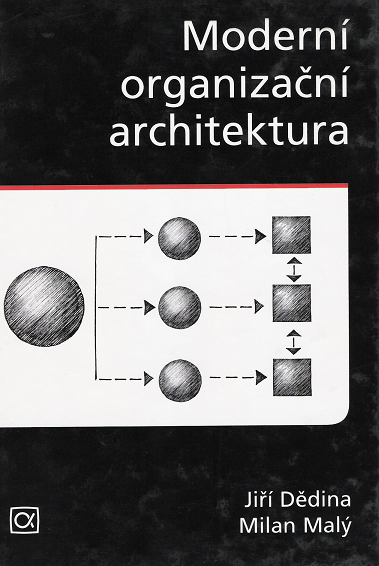 Moderní
organizační
architektura
Jiří Dědina
Milan Malý
α